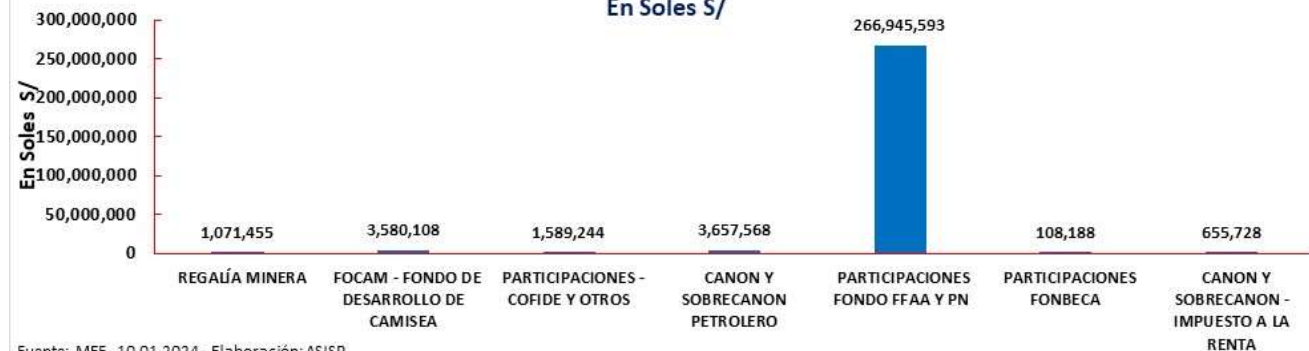 En Soles S/
300,000,000
250,000,000
200,000,000
150,000,000
100,000,000
50,000,000
0
En Soles S/
1,071,455
3,580,108
1,589,244
3,657,568
266,945,593
108,188
655,728
REGALÍA MINERA
FOCAM - FONDO DE
DESARROLLO DE
CAMISEA
PARTICIPACIONES -
COFIDE Y OTROS
CANON Y
SOBRECANON
PETROLERO
PARTICIPACIONES
FONDO FFAA Y PN
PARTICIPACIONES
FONBECA
CANON Y
SOBRECANON -
IMPUESTO A LA
RENTA
Fuente: MEF- 10.01.2024 - Elaboración: ASISP